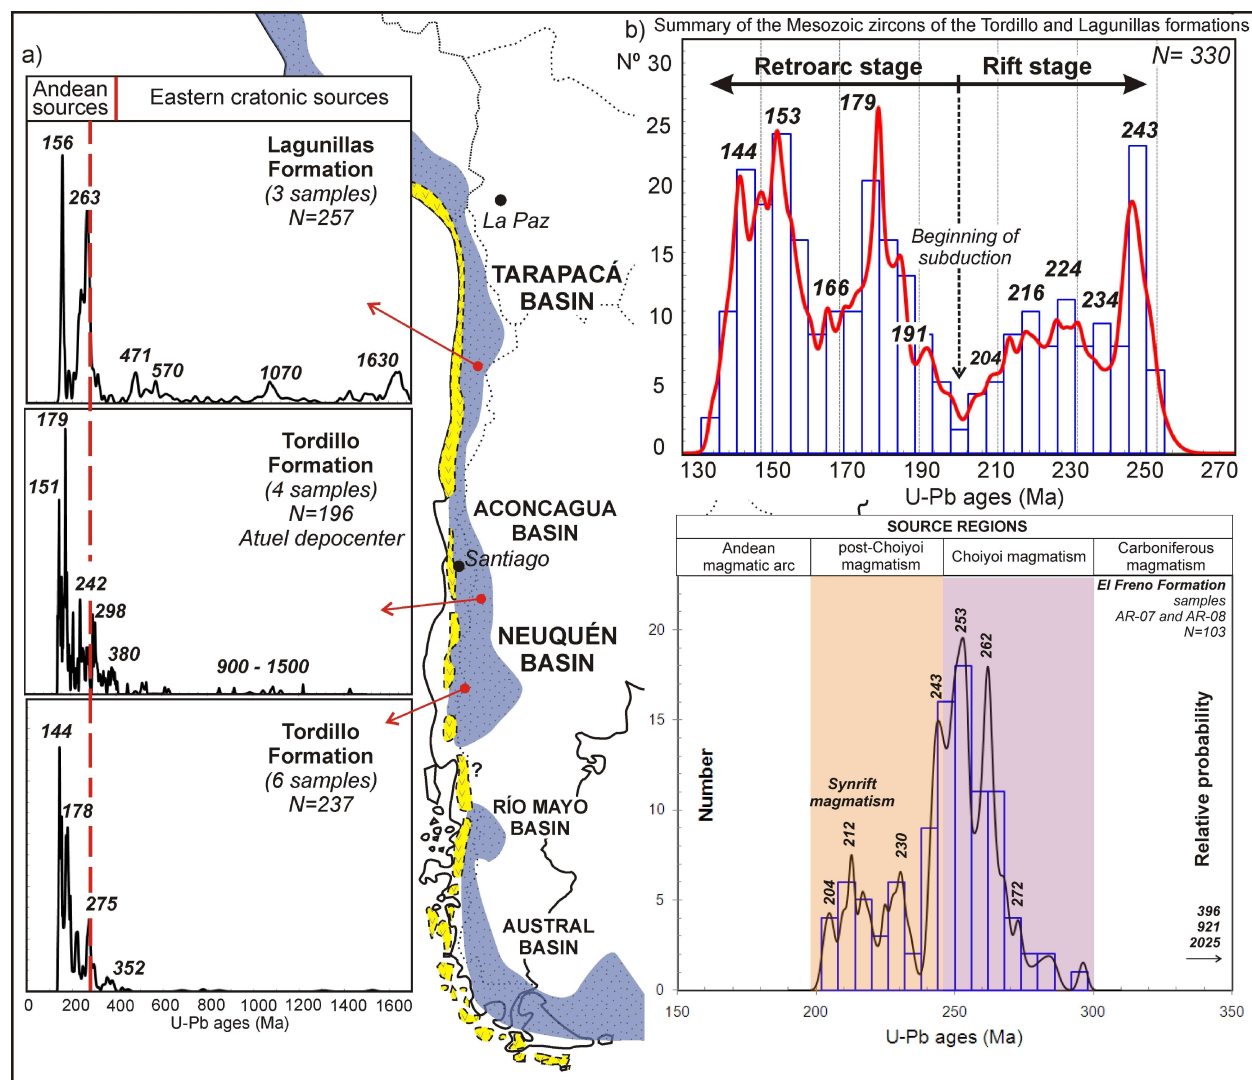 a)
Andean
sources
Eastern cratonic sources
156
263
Lagunillas
Formation
(3 samples)
N=257
471
570
1070
1630
179
151
Tordillo
Formation
(4 samples)
N=196
Atuel depocenter
242
298
380
900 - 1500
144
178
Tordillo
Formation
(6 samples)
N=237
275
352
0
200
400
600
800
1000
1200
1400
1600
U-Pb ages (Ma)
La Paz
TARAPACÁ
BASIN
ACONCAGUA
BASIN
Santiago
NEUQUÉN
BASIN
?
RÍO MAYO
BASIN
AUSTRAL
BASIN
b)
Summary of the Mesozoic zircons of the Tordillo and Lagunillas formations
Nº
N= 330
Retroarc stage
Rift stage
30
25
20
15
10
5
0
144
153
166
179
191
Beginning of
subduction
204
216
224
234
243
130
150
170
190
210
230
250
270
U-Pb ages (Ma)
SOURCE REGIONS
Andean
magmatic arc
post-Choiyoi
magmatism
Choiyoi magmatism
Carboniferous
magmatism
El Freno Formation
samples
AR-07 and AR-08
N=103
20
15
10
5
0
Number
Synrift
magmatism
204
212
230
243
253
262
272
Relative probability
396
921
2025
150
200
250
300
350
U-Pb ages (Ma)